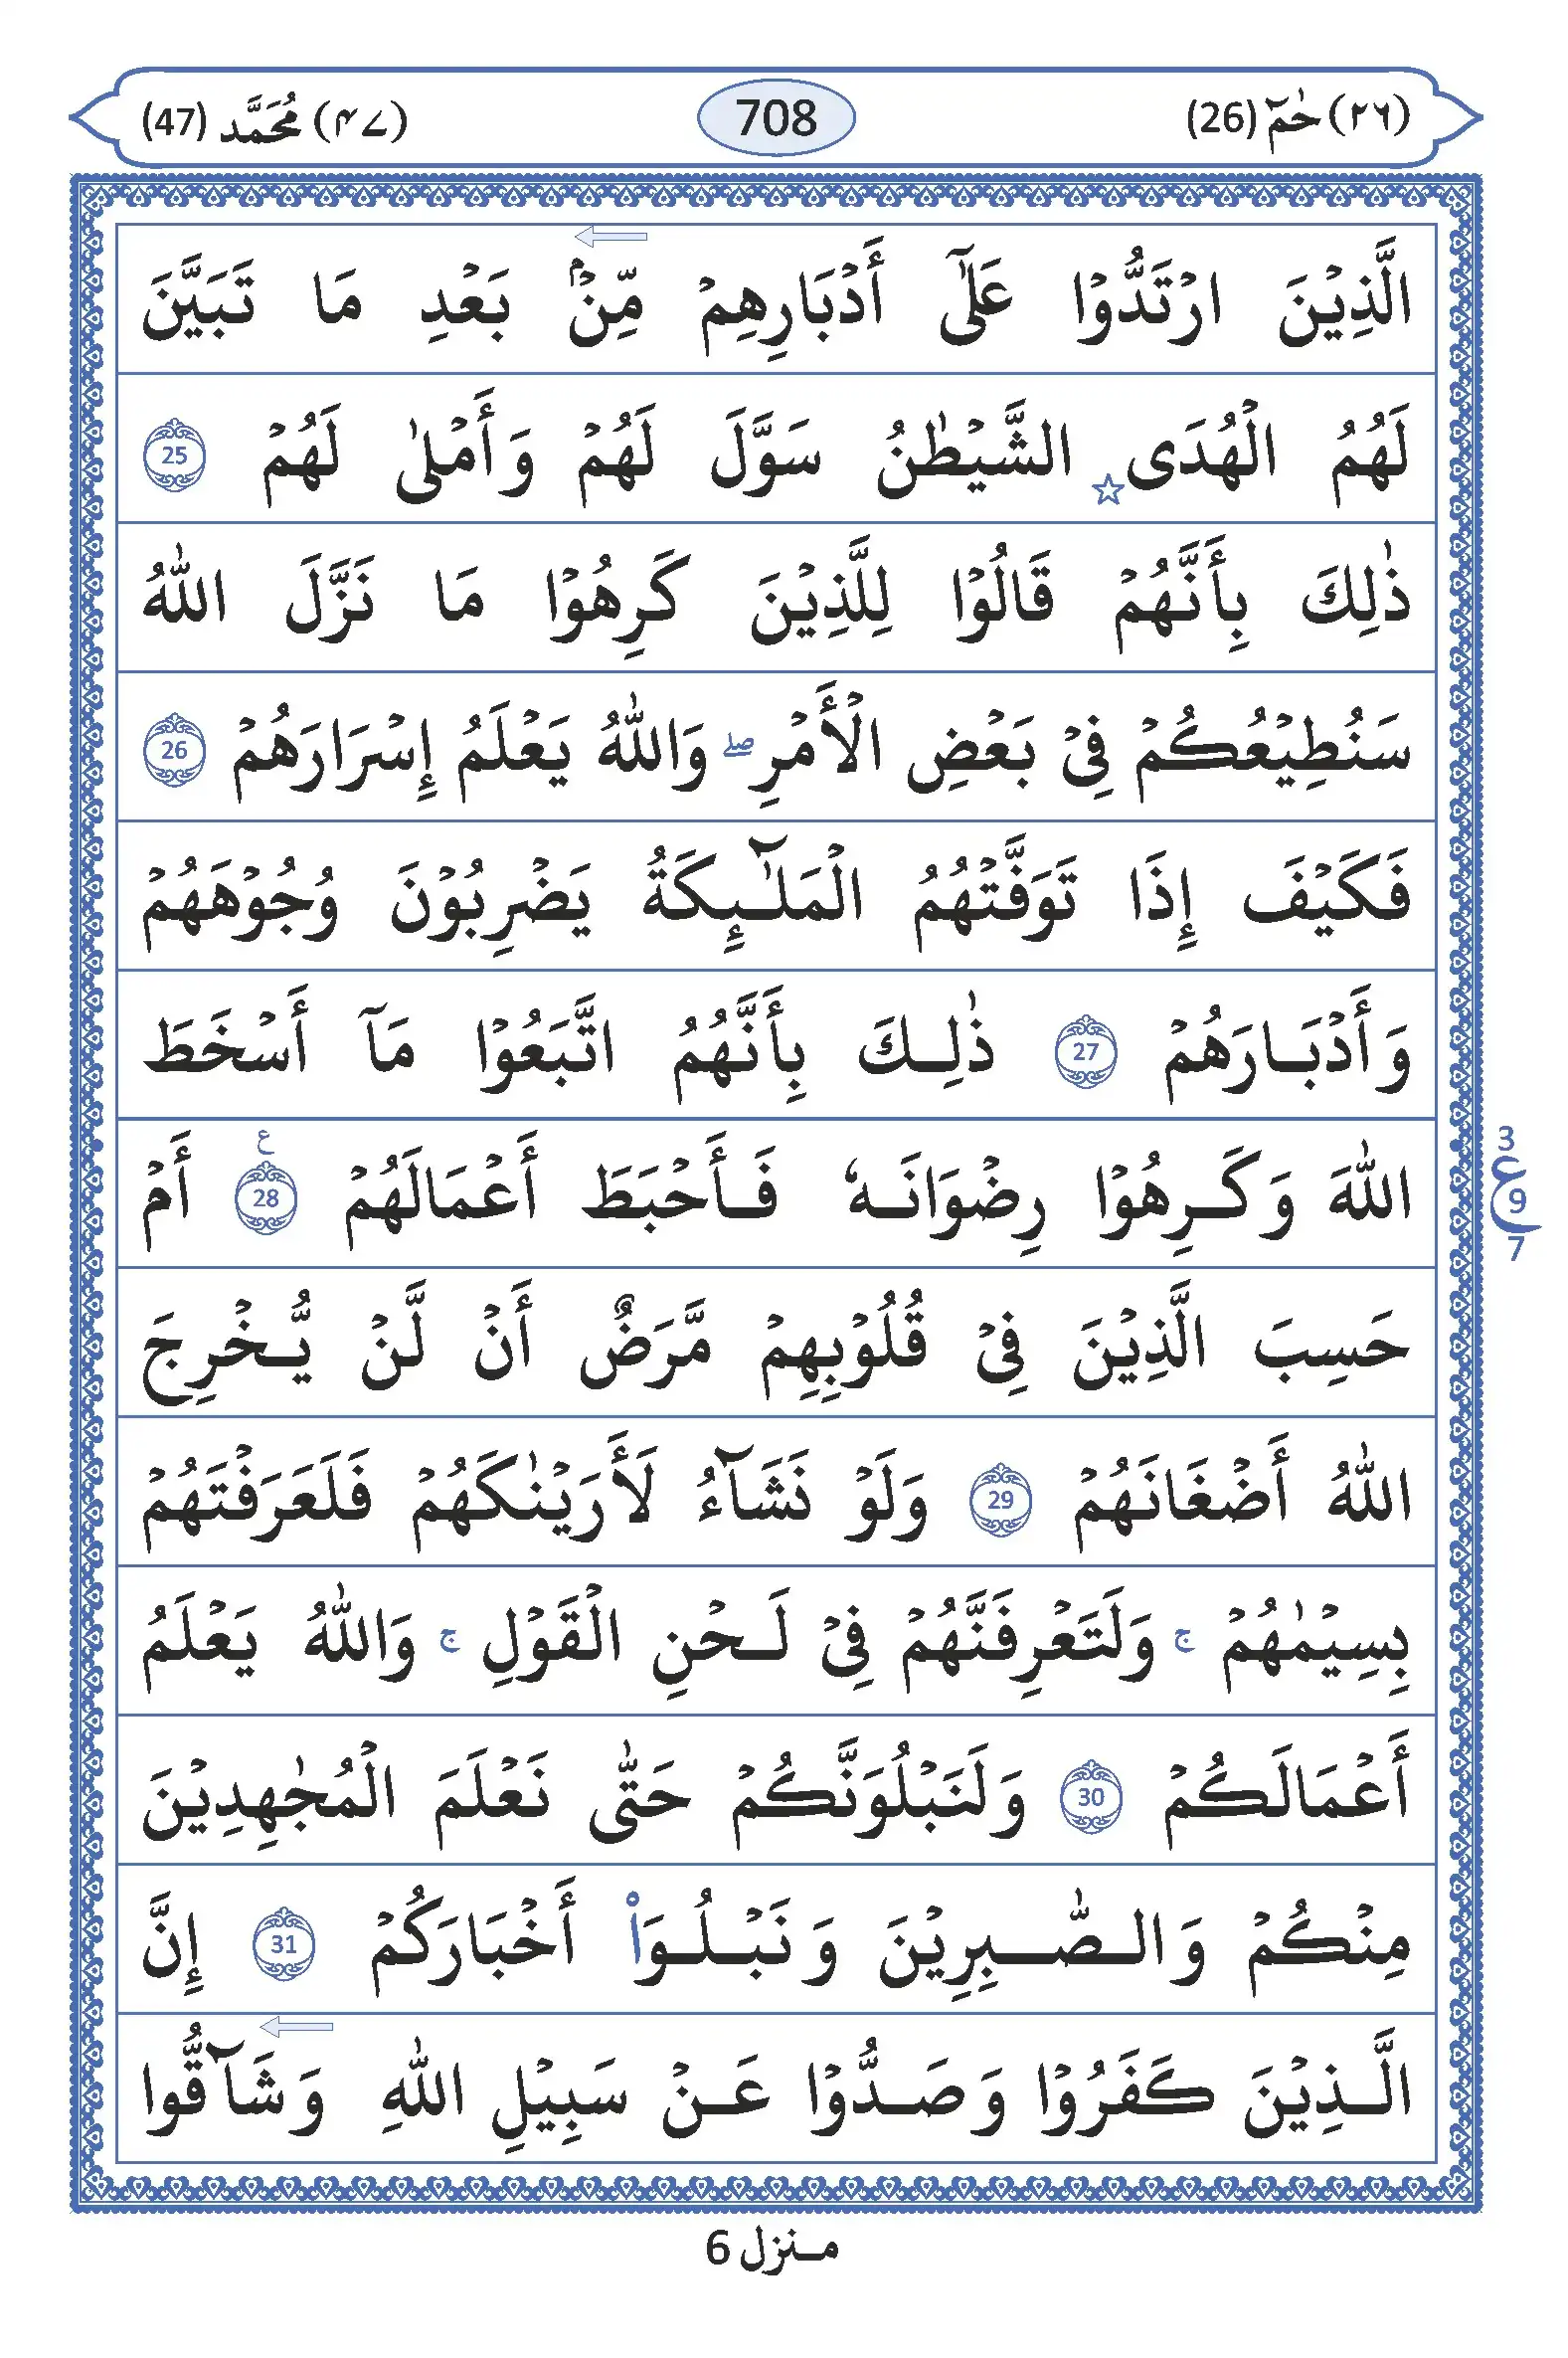 (٢٦) حٰمٓ (26) 708 (٤٧) مُحَمَّد (47)
الَّذِيْنَ ارْتَدُّوْا عَلٰٓى أَدْبَارِهِمْ مِّنْۢ بَعْدِ مَا تَبَيَّنَ
لَهُمُ الْهُدَى ☆ الشَّيْطٰنُ سَوَّلَ لَهُمْ وَأَمْلٰى لَهُمْ 25
ذٰلِكَ بِأَنَّهُمْ قَالُوْا لِلَّذِيْنَ كَرِهُوْا مَا نَزَّلَ اللّٰهُ
سَنُطِيْعُكُمْ فِيْ بَعْضِ الْأَمْرِ ۖ وَاللّٰهُ يَعْلَمُ إِسْرَارَهُمْ 26
فَكَيْفَ إِذَا تَوَفَّتْهُمُ الْمَلٰٓئِكَةُ يَضْرِبُوْنَ وُجُوْهَهُمْ
وَأَدْبَارَهُمْ 27 ذٰلِكَ بِأَنَّهُمُ اتَّبَعُوْا مَآ أَسْخَطَ
اللّٰهَ وَكَرِهُوْا رِضْوَانَهٗ فَأَحْبَطَ أَعْمَالَهُمْ 28 ع أَمْ
3 ع 9 7
حَسِبَ الَّذِيْنَ فِيْ قُلُوْبِهِمْ مَّرَضٌ أَنْ لَّنْ يُّخْرِجَ
اللّٰهُ أَضْغَانَهُمْ 29 وَلَوْ نَشَآءُ لَأَرَيْنٰكَهُمْ فَلَعَرَفْتَهُمْ
بِسِيْمٰهُمْ ۚ وَلَتَعْرِفَنَّهُمْ فِيْ لَحْنِ الْقَوْلِ ۚ وَاللّٰهُ يَعْلَمُ
أَعْمَالَكُمْ 30 وَلَنَبْلُوَنَّكُمْ حَتّٰى نَعْلَمَ الْمُجٰهِدِيْنَ
مِنْكُمْ وَالصّٰبِرِيْنَ وَنَبْلُوَا۟ أَخْبَارَكُمْ 31 إِنَّ
الَّذِيْنَ كَفَرُوْا وَصَدُّوْا عَنْ سَبِيْلِ اللّٰهِ وَشَآقُّوا
منزل 6